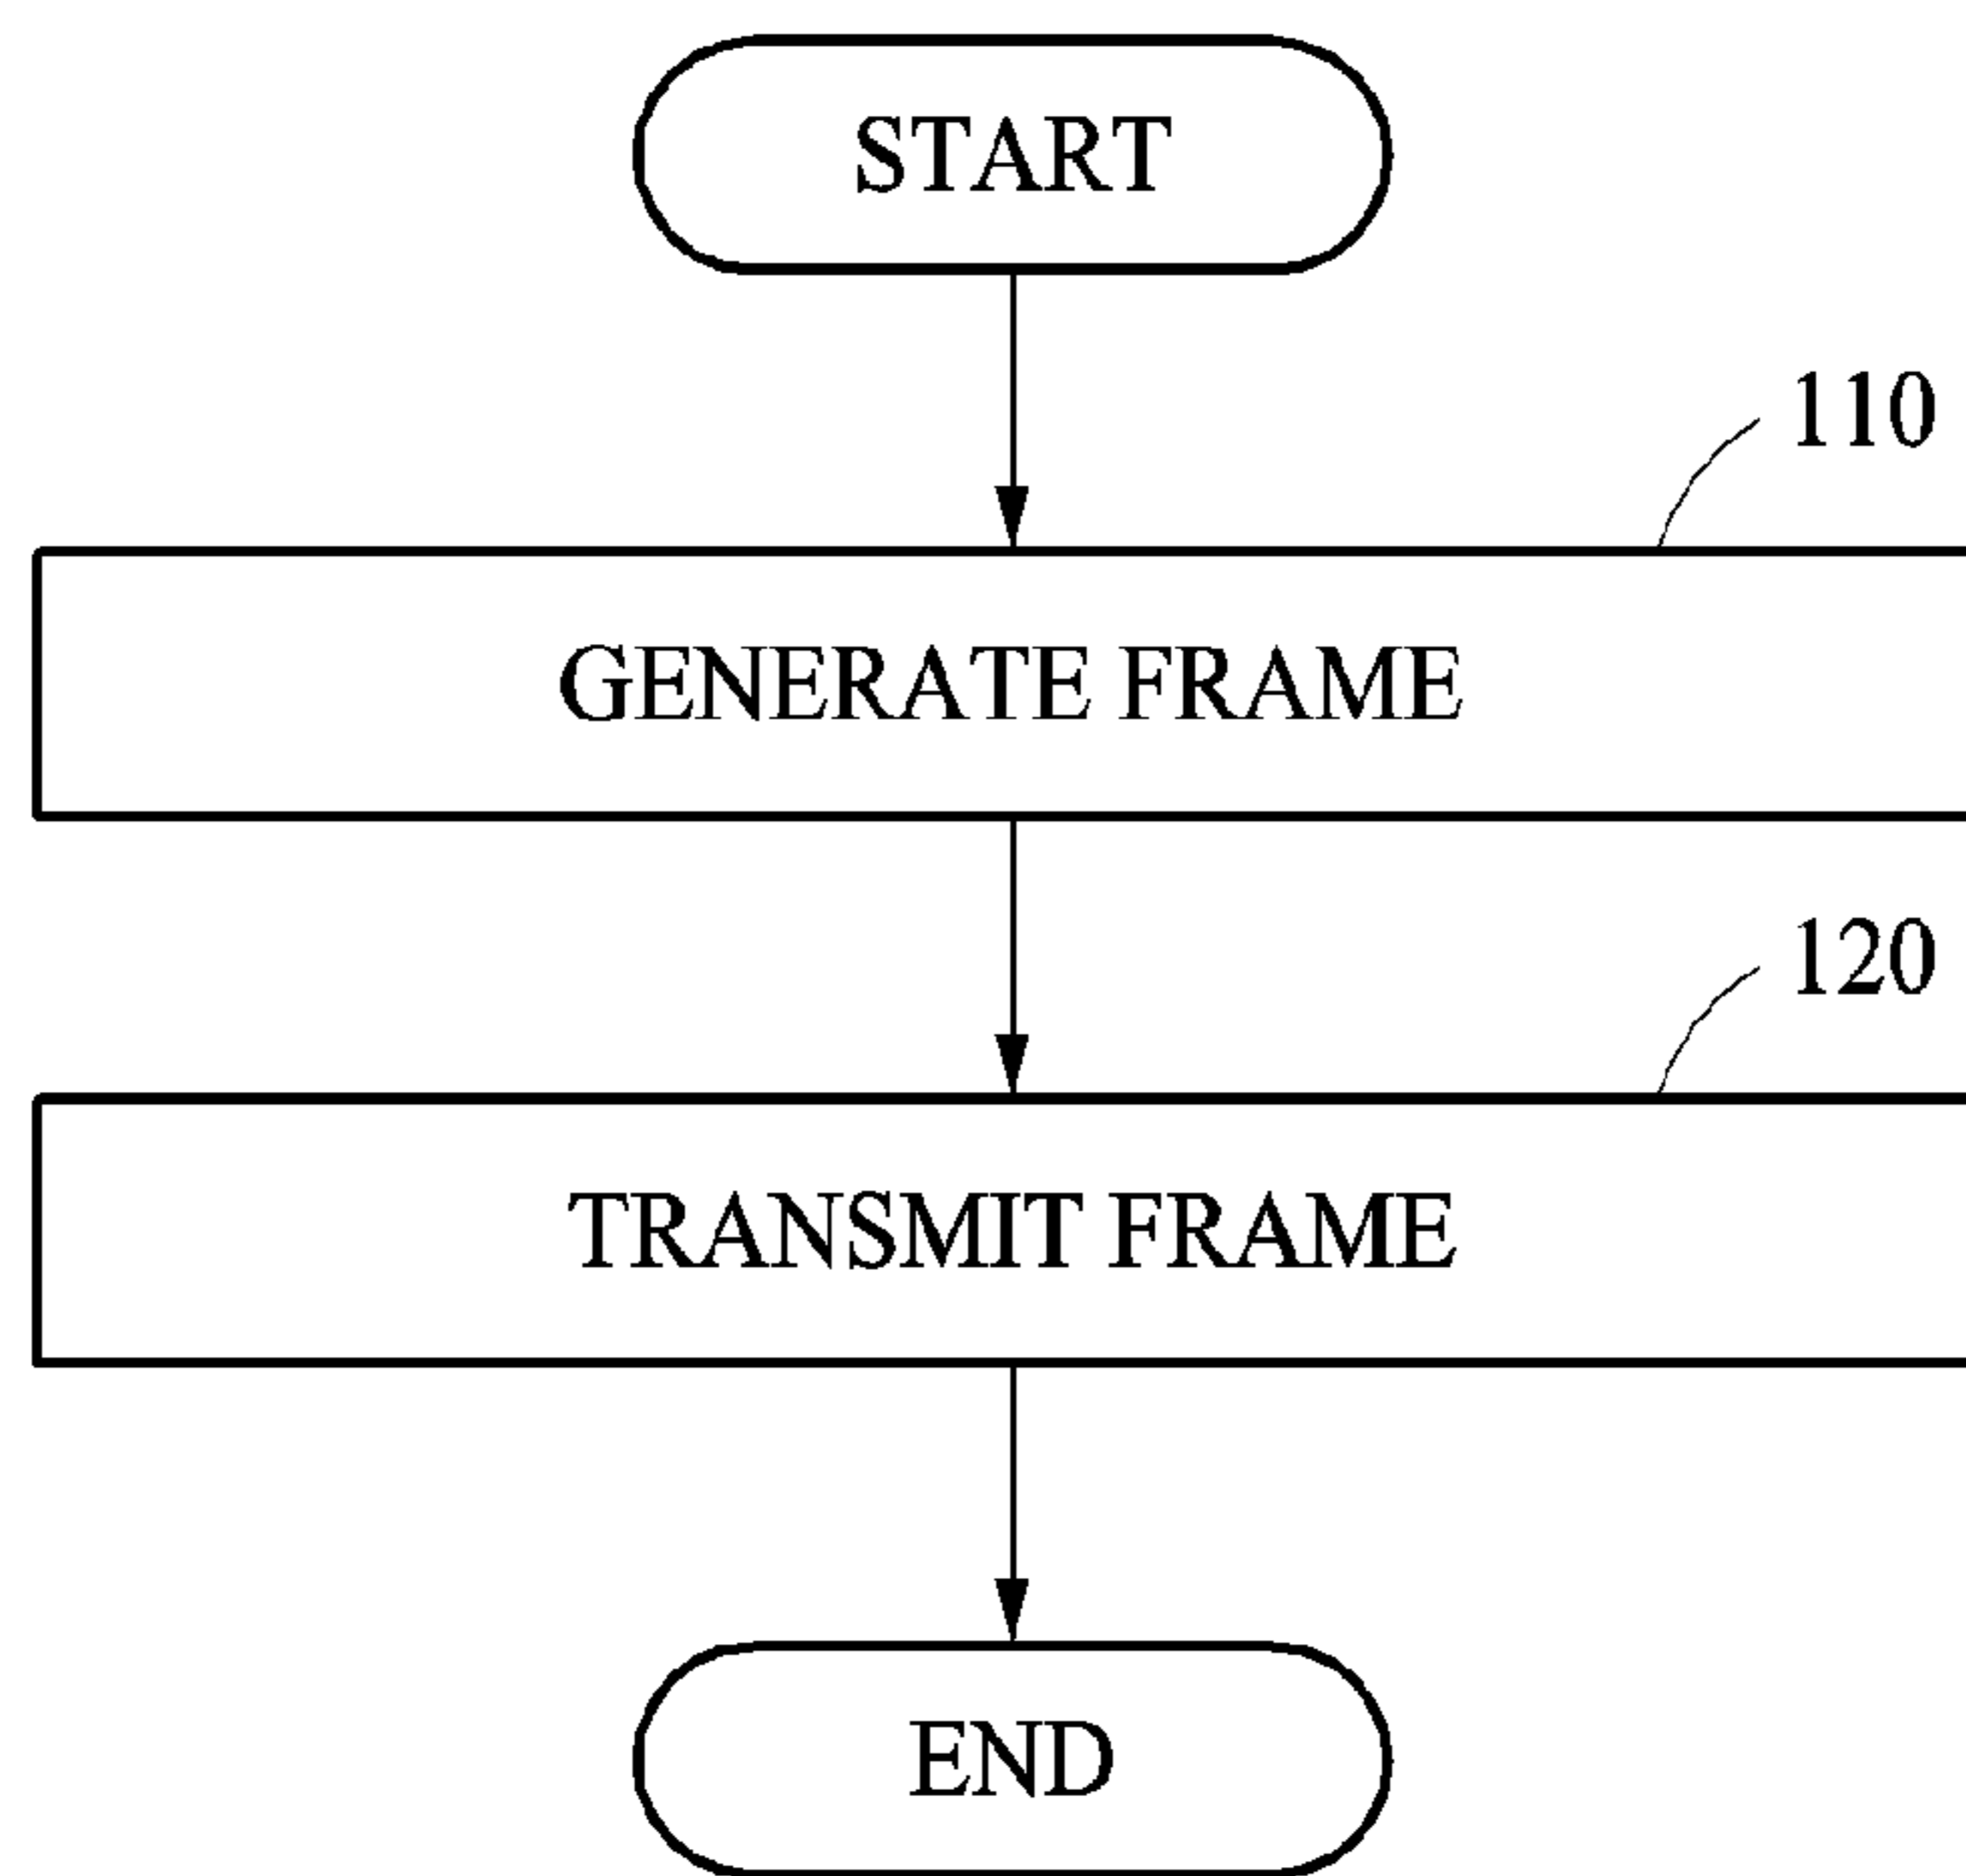 START
110
GENERATE FRAME
120
TRANSMIT FRAME
END